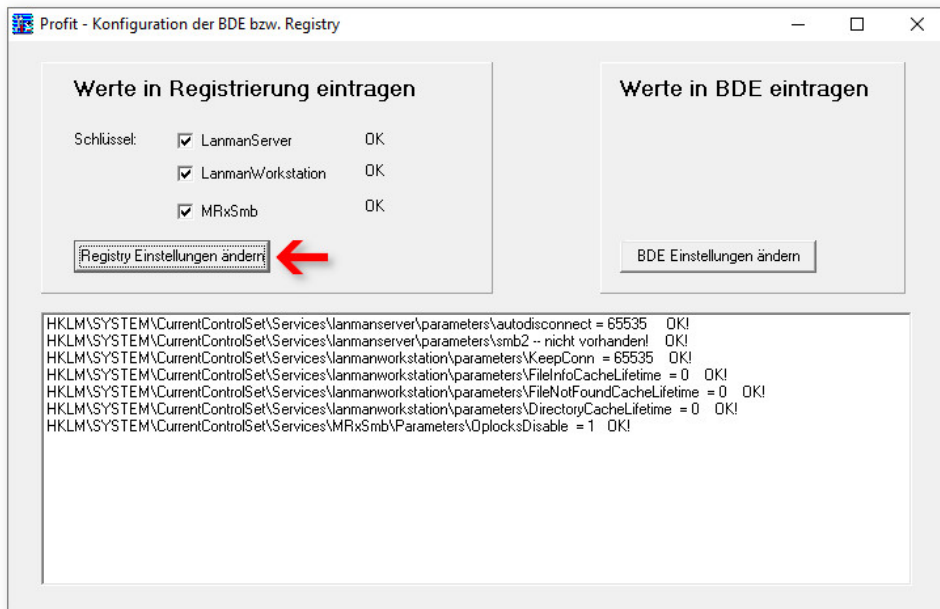 Profit - Konfiguration der BDE bzw. Registry
Werte in Registrierung eintragen
Schlüssel:
LanmanServer OK
LanmanWorkstation OK
MRxSmb OK
Registry Einstellungen ändern
Werte in BDE eintragen
BDE Einstellungen ändern
HKLM\SYSTEM\CurrentControlSet\Services\lanmanserver\parameters\autodisconnect = 65535 OK!
HKLM\SYSTEM\CurrentControlSet\Services\lanmanserver\parameters\smb2 -- nicht vorhanden! OK!
HKLM\SYSTEM\CurrentControlSet\Services\lanmanworkstation\parameters\KeepConn = 65535 OK!
HKLM\SYSTEM\CurrentControlSet\Services\lanmanworkstation\parameters\FileInfoCacheLifetime = 0 OK!
HKLM\SYSTEM\CurrentControlSet\Services\lanmanworkstation\parameters\FileNotFoundCacheLifetime = 0 OK!
HKLM\SYSTEM\CurrentControlSet\Services\lanmanworkstation\parameters\DirectoryCacheLifetime = 0 OK!
HKLM\SYSTEM\CurrentControlSet\Services\MRxSmb\Parameters\OplocksDisable = 1 OK!